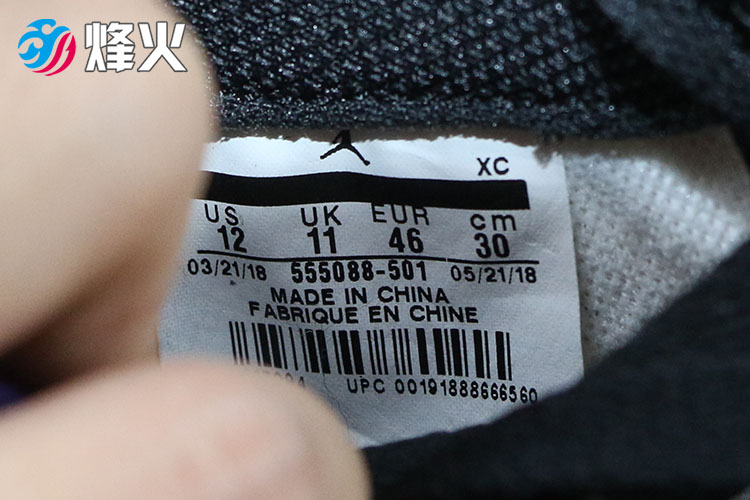 烽火
XC
US UK EUR cm
12 11 46 30
03/21/18 555088-501 05/21/18
MADE IN CHINA
FABRIQUE EN CHINE
UPC 00191888666560